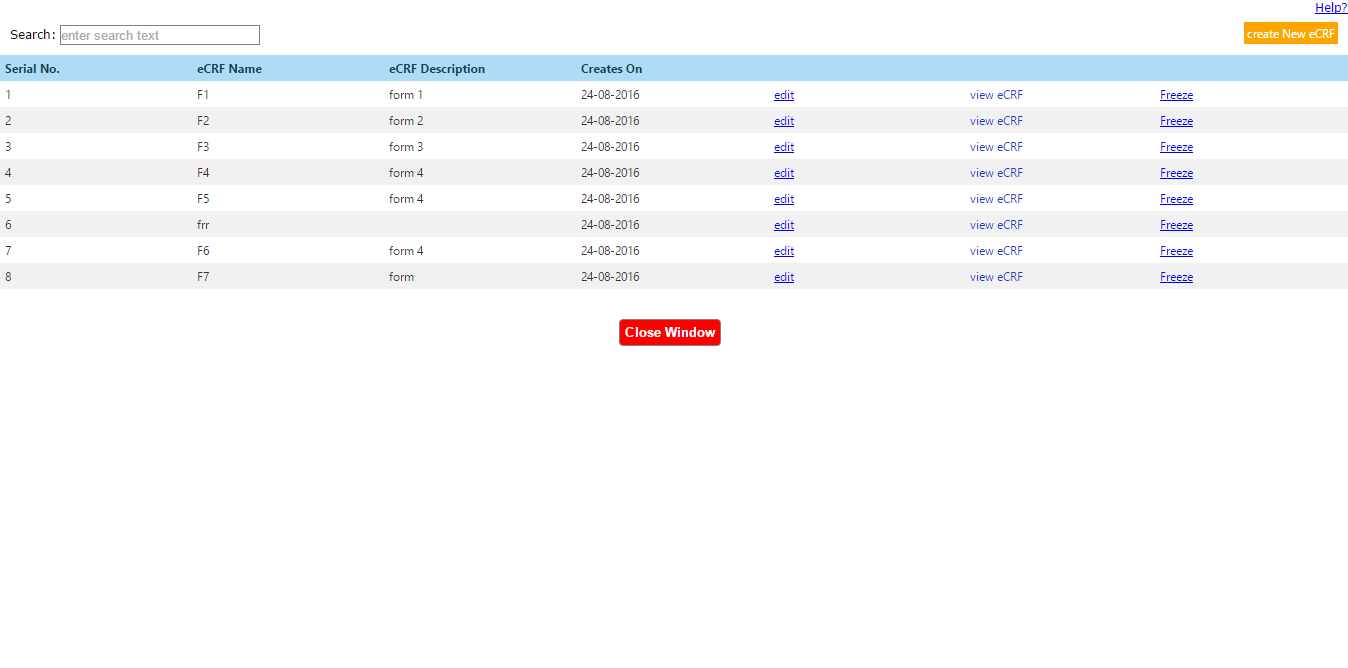 Help?
Search: enter search text
create New eCRF
Serial No. eCRF Name eCRF Description Creates On
1 F1 form 1 24-08-2016 edit view eCRF Freeze
2 F2 form 2 24-08-2016 edit view eCRF Freeze
3 F3 form 3 24-08-2016 edit view eCRF Freeze
4 F4 form 4 24-08-2016 edit view eCRF Freeze
5 F5 form 4 24-08-2016 edit view eCRF Freeze
6 frr 24-08-2016 edit view eCRF Freeze
7 F6 form 4 24-08-2016 edit view eCRF Freeze
8 F7 form 24-08-2016 edit view eCRF Freeze
Close Window